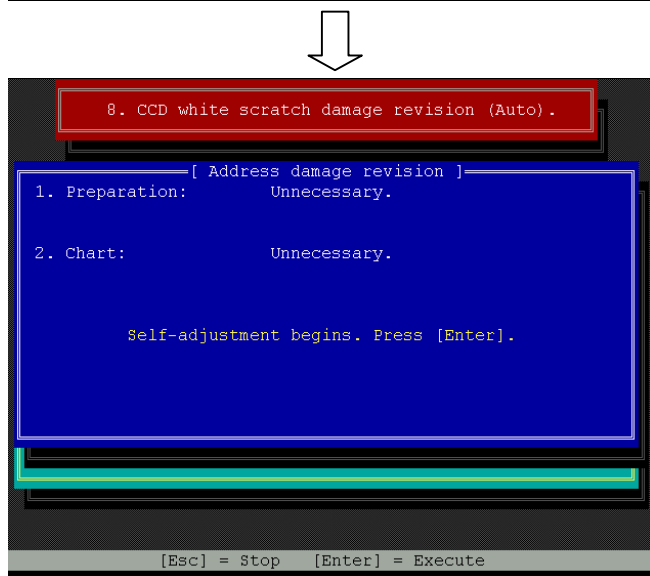 8. CCD white scratch damage revision (Auto).
[ Address damage revision ]
1. Preparation: Unnecessary.
2. Chart: Unnecessary.
Self-adjustment begins. Press [Enter].
[Esc] = Stop [Enter] = Execute